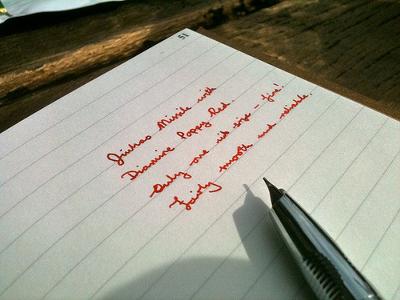 51
Jinhao Missile with
Diamine Poppy Red.
Only one nib size - fine!
Fairly smooth and reliable.